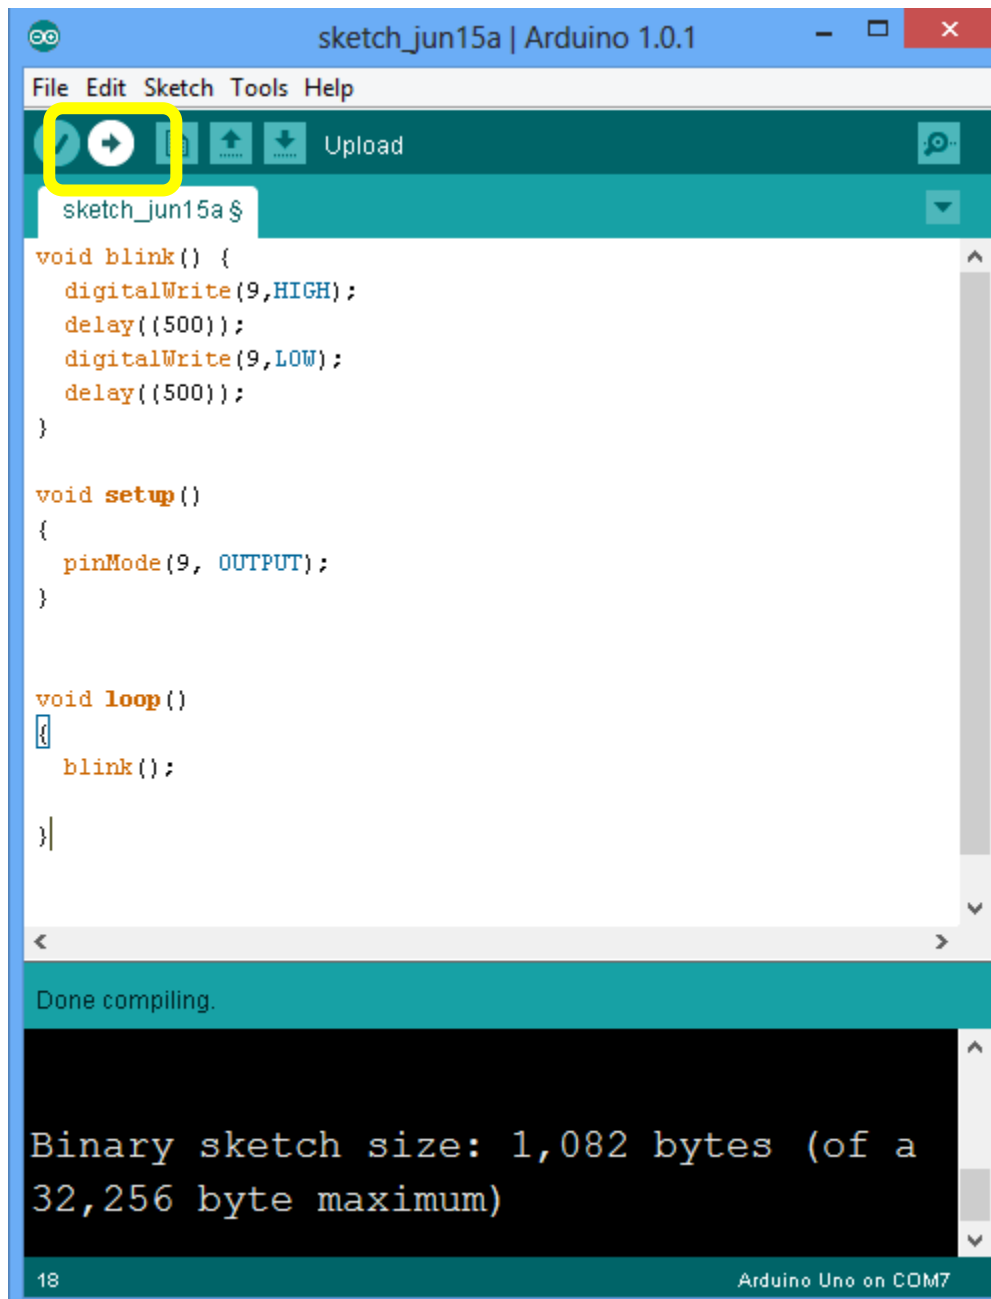 sketch_jun15a | Arduino 1.0.1
File Edit Sketch Tools Help
Upload
sketch_jun15a §
void blink() {
  digitalWrite(9,HIGH);
  delay((500));
  digitalWrite(9,LOW);
  delay((500));
}
void setup()
{
  pinMode(9, OUTPUT);
}
void loop()
{
  blink();
}
Done compiling.
Binary sketch size: 1,082 bytes (of a
32,256 byte maximum)
18 Arduino Uno on COM7